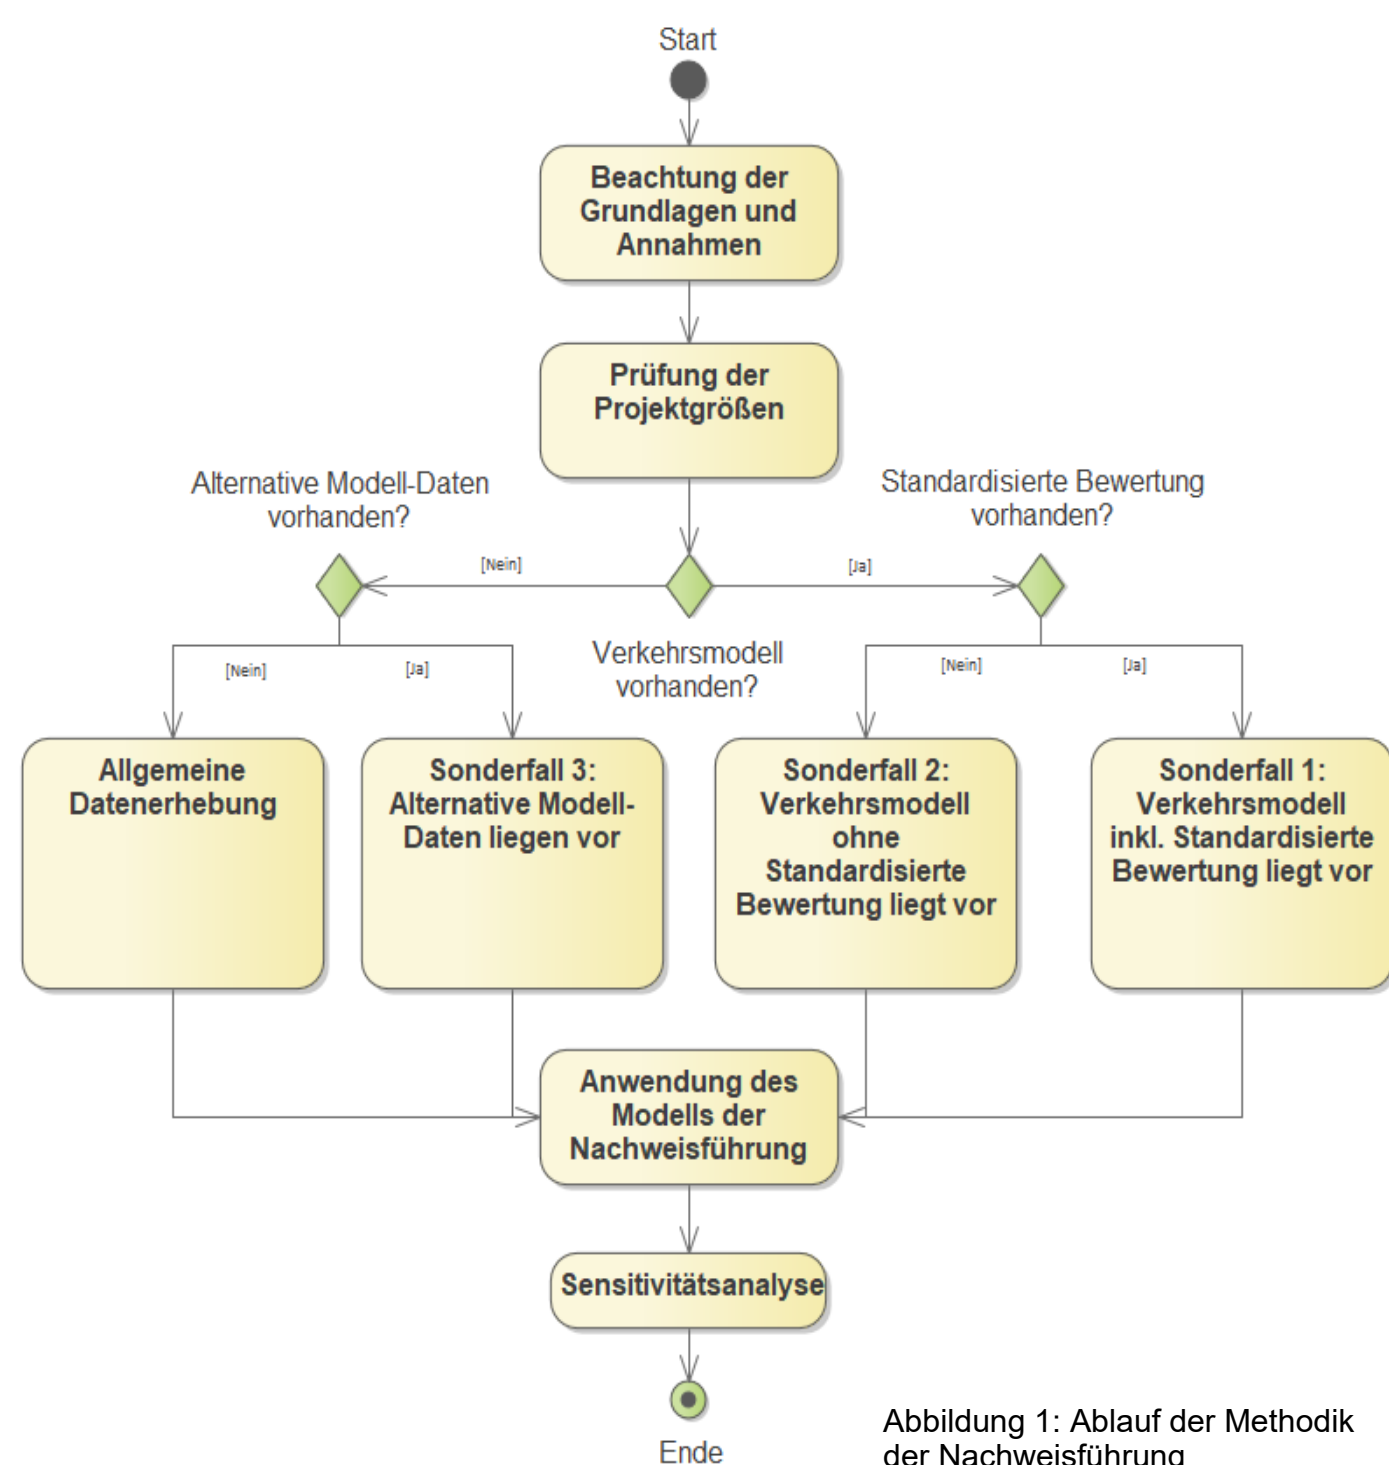 Start
Beachtung der
Grundlagen und
Annahmen
Prüfung der
Projektgrößen
Alternative Modell-Daten
vorhanden?
Standardisierte Bewertung
vorhanden?
[Nein]
[Ja]
Verkehrsmodell
vorhanden?
[Nein]
[Ja]
[Nein]
[Ja]
Allgemeine
Datenerhebung
Sonderfall 3:
Alternative Modell-
Daten liegen vor
Sonderfall 2:
Verkehrsmodell
ohne
Standardisierte
Bewertung liegt vor
Sonderfall 1:
Verkehrsmodell
inkl. Standardisierte
Bewertung liegt vor
Anwendung des
Modells der
Nachweisführung
Sensitivitätsanalyse
Ende
Abbildung 1: Ablauf der Methodik
der Nachweisführung